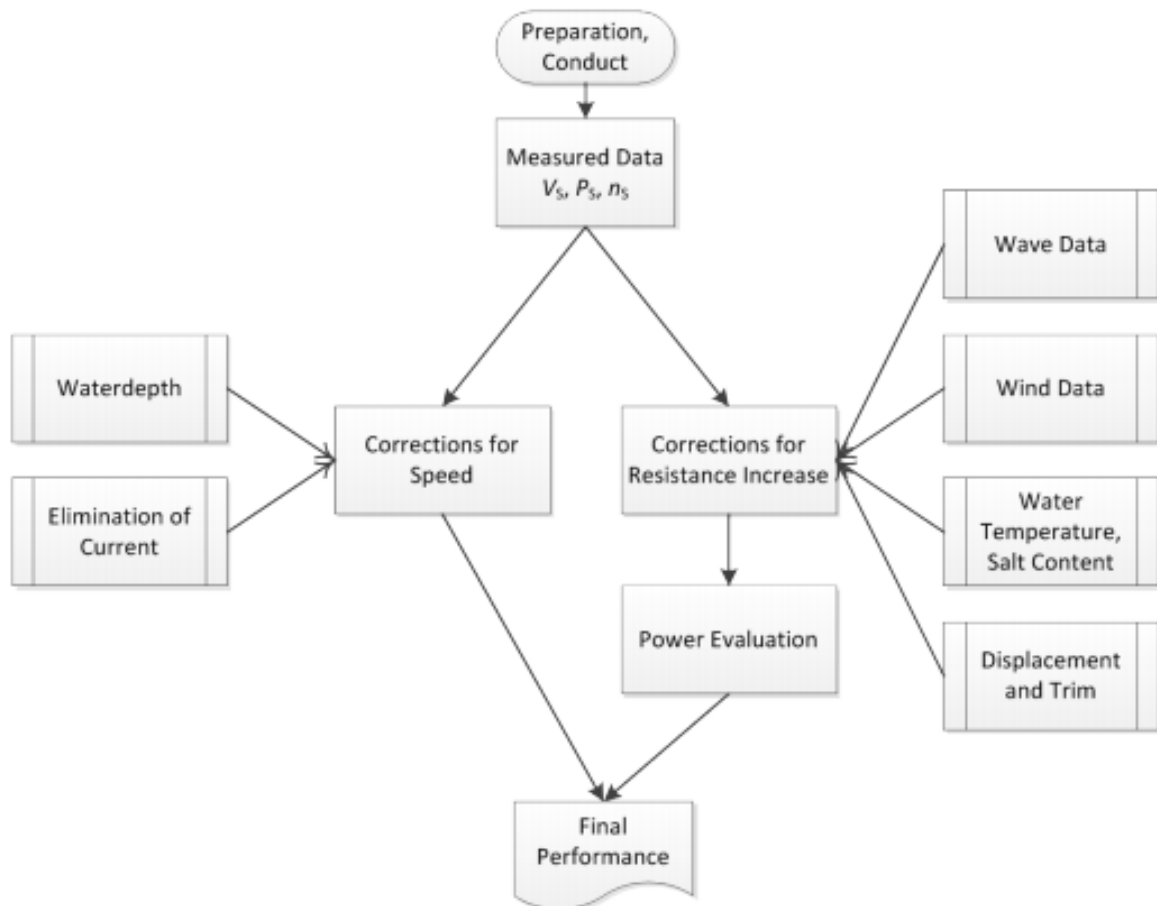 Preparation,
Conduct
Measured Data
Vs, Ps, ns
Wave Data
Waterdepth
Wind Data
Corrections for
Speed
Corrections for
Resistance Increase
Elimination of
Current
Water
Temperature,
Salt Content
Power Evaluation
Displacement
and Trim
Final
Performance